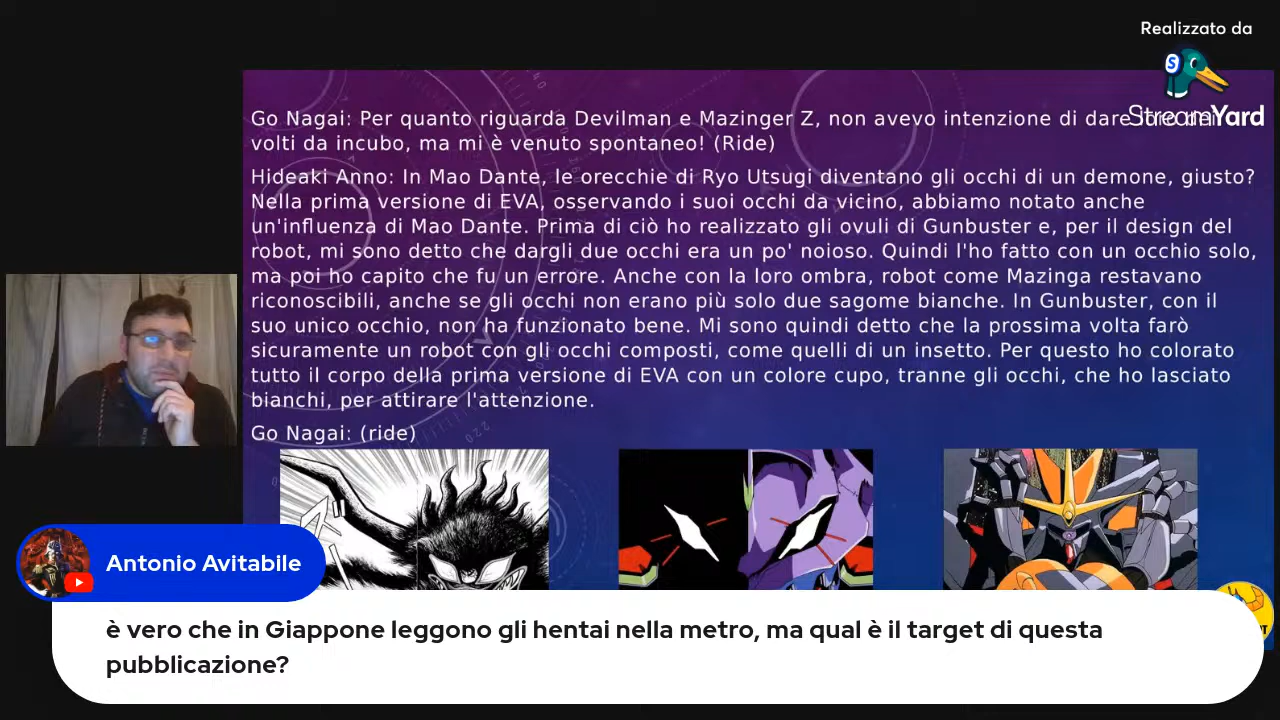 Realizzato da
StreamYard
Go Nagai: Per quanto riguarda Devilman e Mazinger Z, non avevo intenzione di dare
volti da incubo, ma mi è venuto spontaneo! (Ride)
Hideaki Anno: In Mao Dante, le orecchie di Ryo Utsugi diventano gli occhi di un demone, giusto?
Nella prima versione di EVA, osservando i suoi occhi da vicino, abbiamo notato anche
un'influenza di Mao Dante. Prima di ciò ho realizzato gli ovuli di Gunbuster e, per il design del
robot, mi sono detto che dargli due occhi era un po' noioso. Quindi l'ho fatto con un occhio solo,
ma poi ho capito che fu un errore. Anche con la loro ombra, robot come Mazinga restavano
riconoscibili, anche se gli occhi non erano più solo due sagome bianche. In Gunbuster, con il
suo unico occhio, non ha funzionato bene. Mi sono quindi detto che la prossima volta farò
sicuramente un robot con gli occhi composti, come quelli di un insetto. Per questo ho colorato
tutto il corpo della prima versione di EVA con un colore cupo, tranne gli occhi, che ho lasciato
bianchi, per attirare l'attenzione.
Go Nagai: (ride)
Antonio Avitabile
è vero che in Giappone leggono gli hentai nella metro, ma qual è il target di questa
pubblicazione?